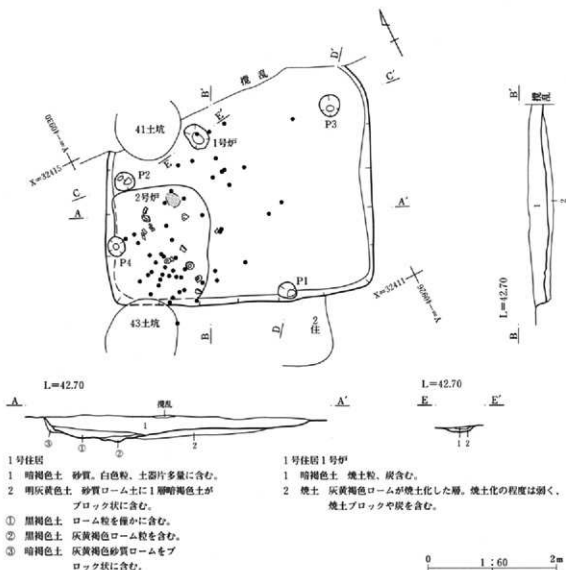 D'
B'
攪乱
C'
41土坑
E'
P3
1号炉
E
X=32415
P2
C
2号炉
A
A'
P4
P1
X=32411
43土坑
B
D
2住
B'
攪乱
1
2
L=42.70
B
L=42.70
A
攪乱
A'
1
2
③
①
②
L=42.70
E
E'
1 2
1号住居
1 暗褐色土 砂質。白色粒、土器片多量に含む。
2 明灰黄色土 砂質ローム土に1層暗褐色土が
ブロック状に含む。
① 黒褐色土 ローム粒を僅かに含む。
② 黒褐色土 灰黄褐色ローム粒を含む。
③ 暗褐色土 灰黄褐色砂質ロームをブ
ロック状に含む。
1号住居1号炉
1 暗褐色土 焼土粒、炭含む。
2 焼土 灰黄褐色ロームが焼土化した層。焼土化の程度は弱く、
焼土ブロックや炭を含む。
0 1:60 2m